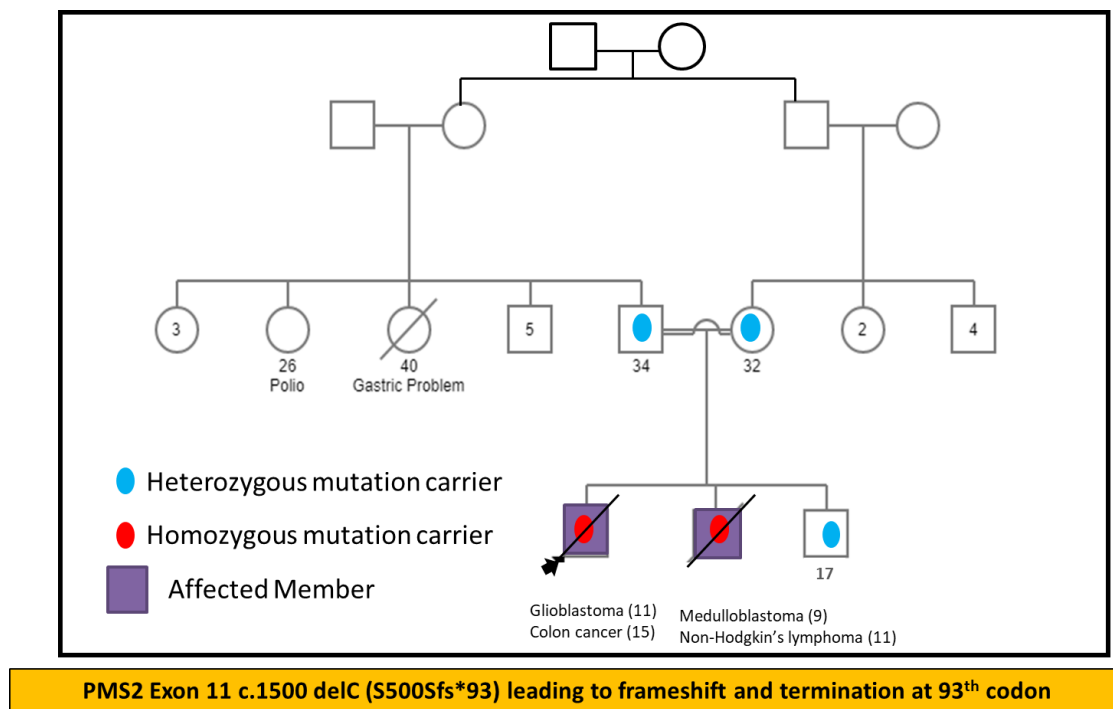 3
5
2
4
26
Polio
40
Gastric Problem
34
32
Heterozygous mutation carrier
Homozygous mutation carrier
Affected Member
17
Glioblastoma (11)
Colon cancer (15)
Medulloblastoma (9)
Non-Hodgkin's lymphoma (11)
PMS2 Exon 11 c.1500 delC (S500Sfs*93) leading to frameshift and termination at 93th codon